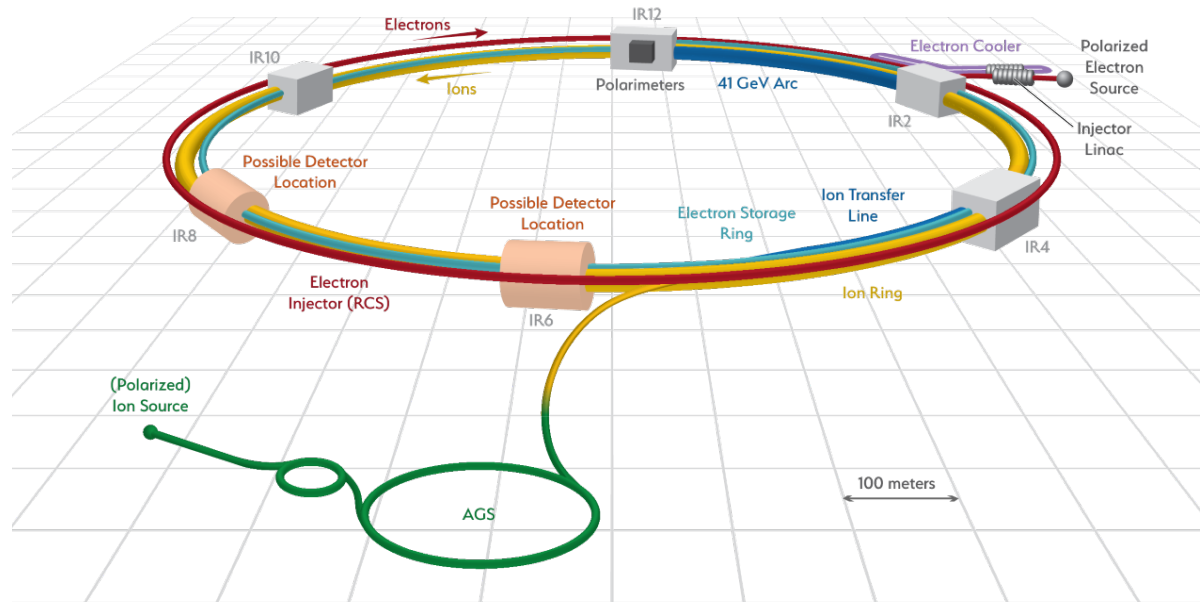 IR12
Electrons
IR10
Ions
Polarimeters
41 GeV Arc
Electron Cooler
Polarized
Electron
Source
IR2
Injector
Linac
Possible Detector
Location
IR8
Possible Detector
Location
Electron Storage
Ring
Ion Transfer
Line
IR4
Electron
Injector (RCS)
IR6
Ion Ring
(Polarized)
Ion Source
AGS
100 meters